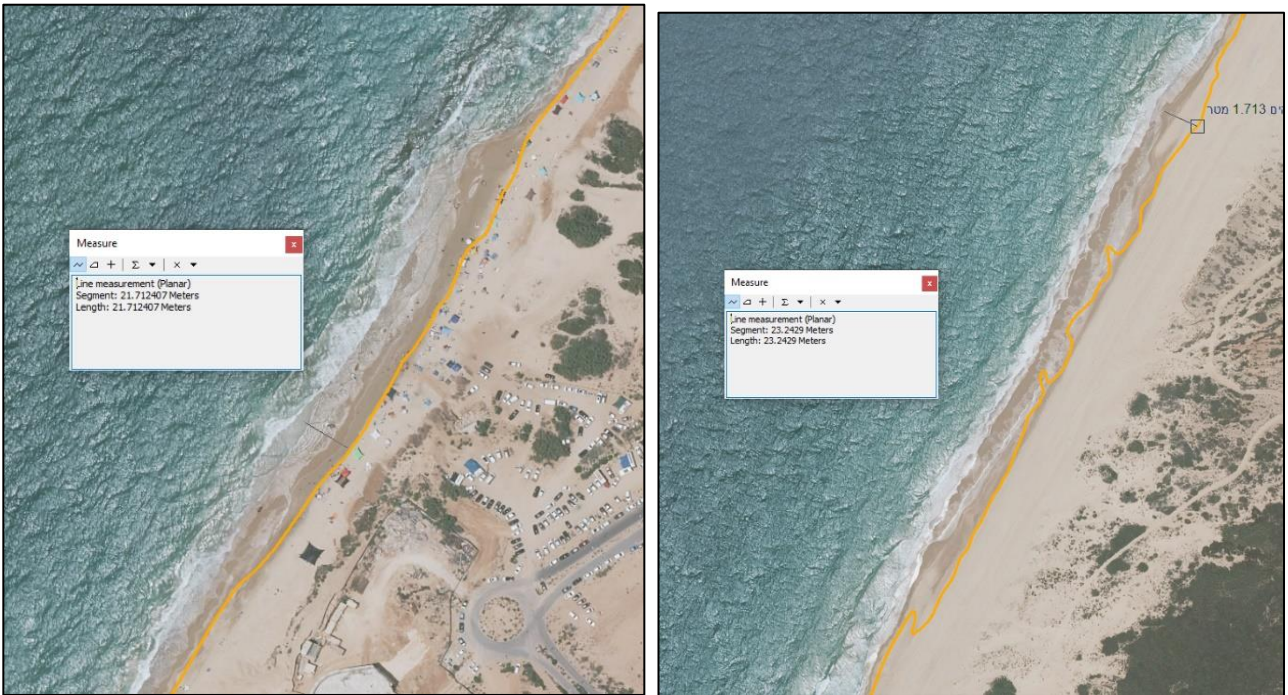 Measure
Line measurement (Planar)
Segment: 21.712407 Meters
Length: 21.712407 Meters
ים 1.713 מטר
Measure
Line measurement (Planar)
Segment: 23.2429 Meters
Length: 23.2429 Meters